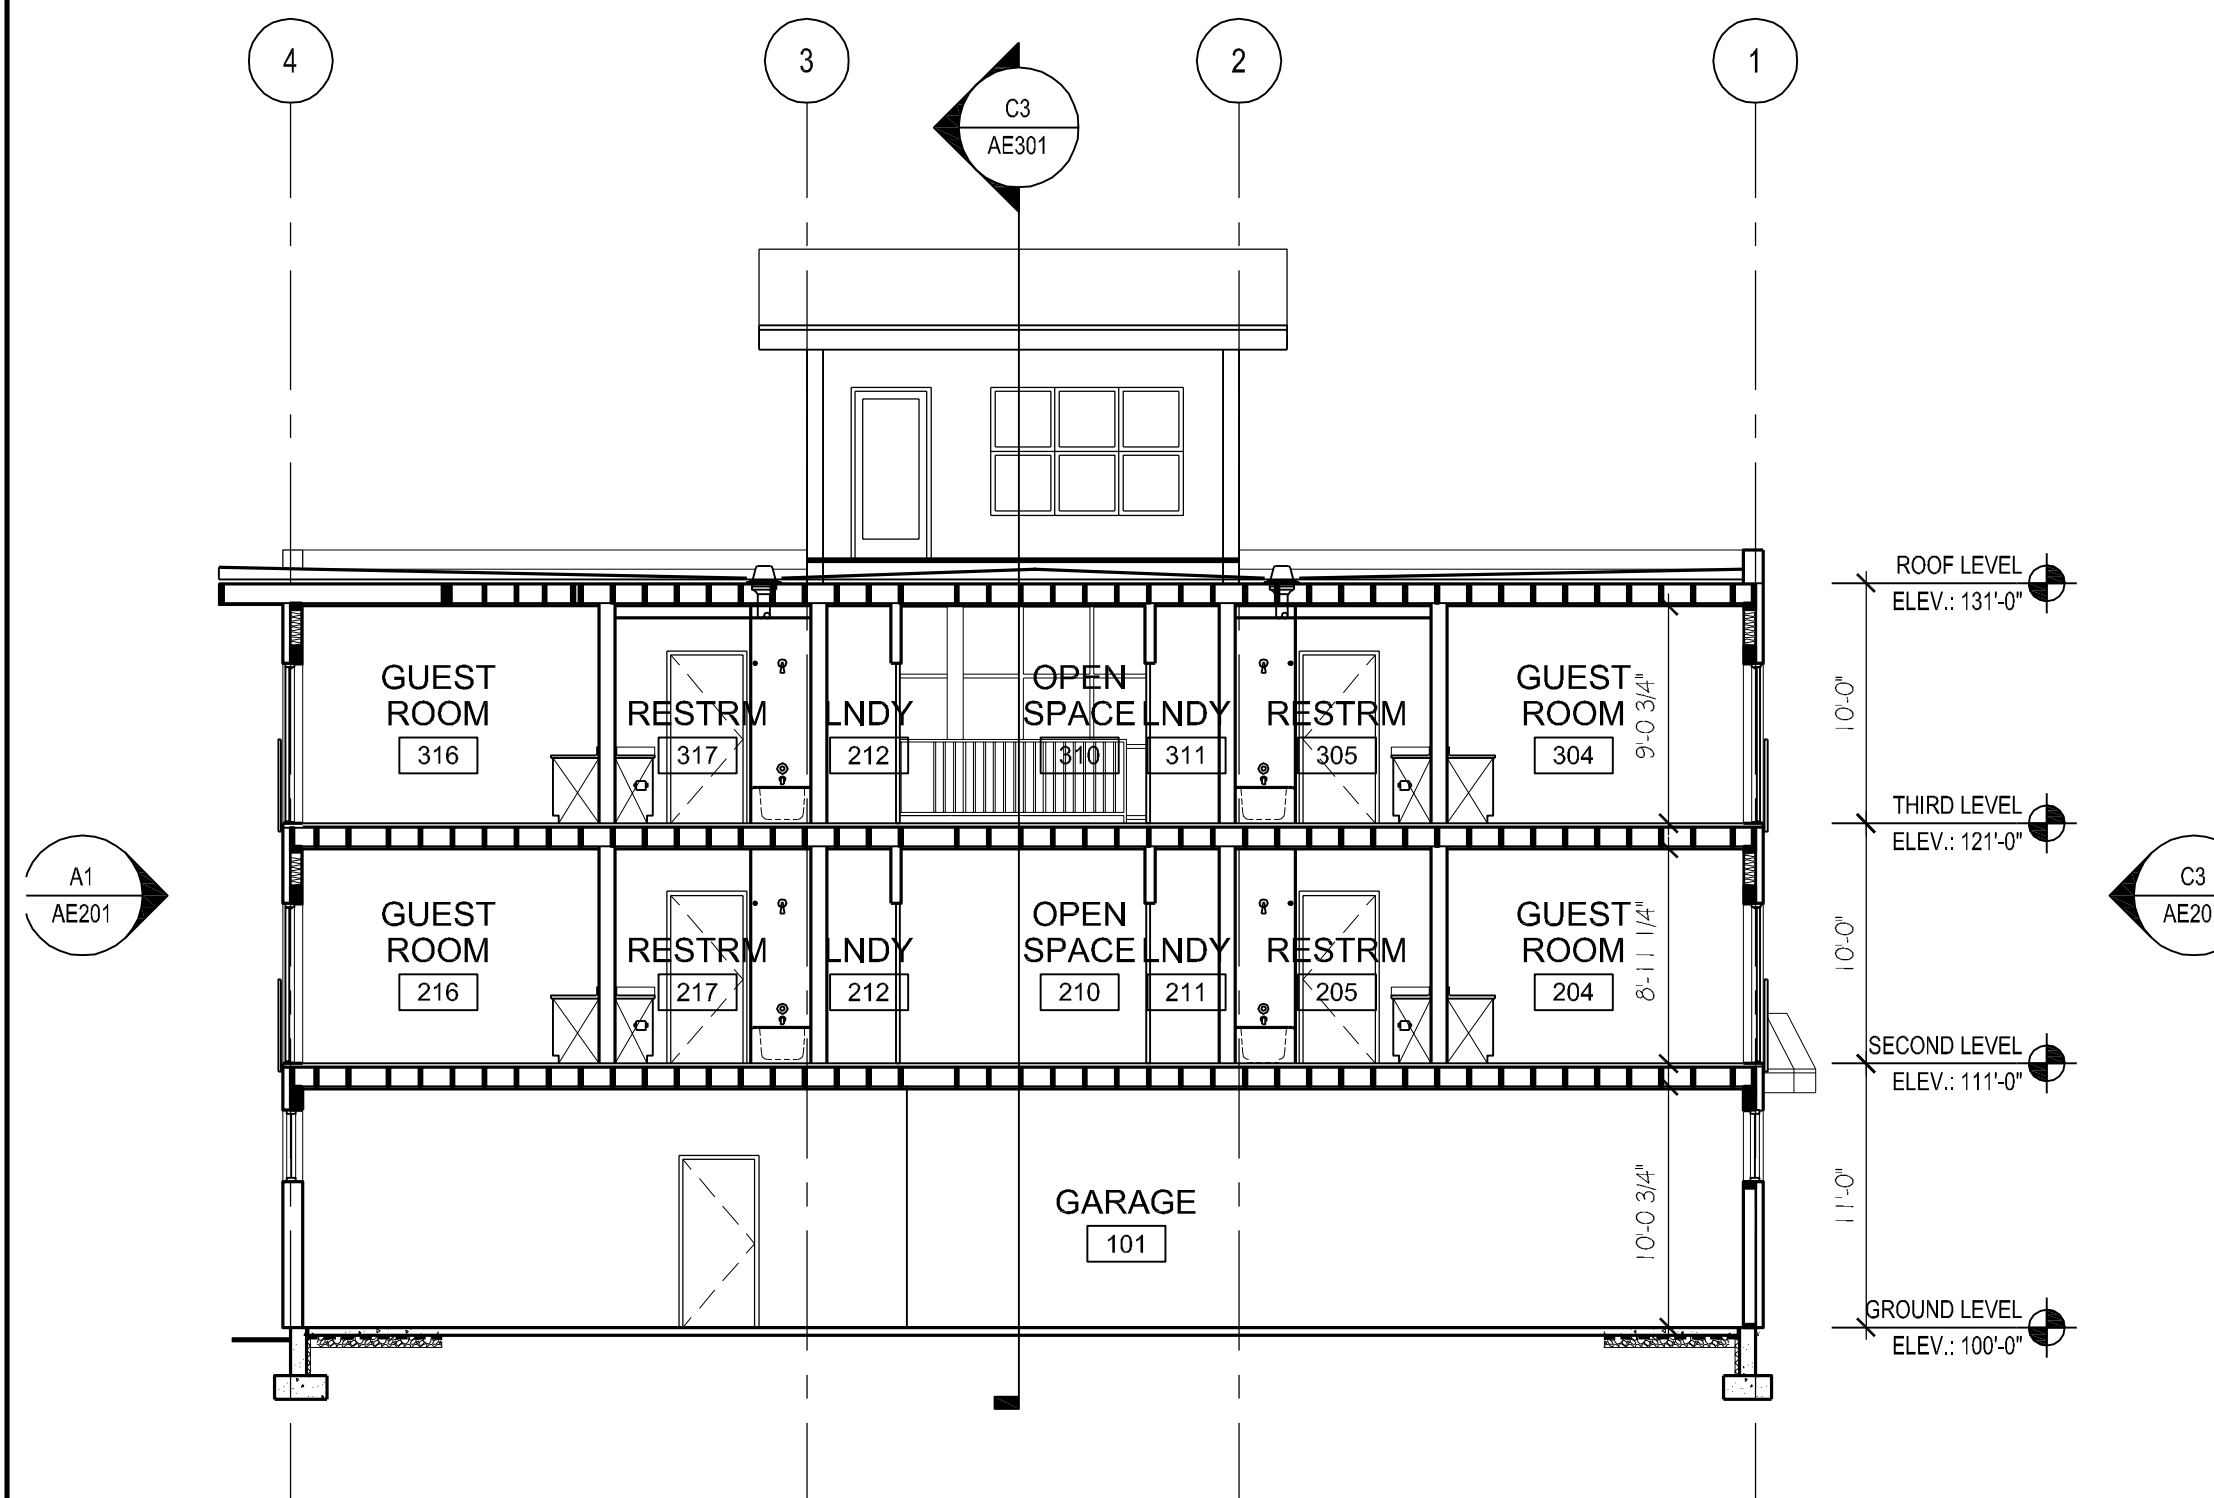 4
3
2
1
C3
AE301
ROOF LEVEL
ELEV.: 131'-0"
GUEST
ROOM
316
RESTRM
317
LNDY
212
OPEN
SPACE
310
LNDY
311
RESTRM
305
GUEST
ROOM
304
9'-0 3/4"
10'-0"
THIRD LEVEL
ELEV.: 121'-0"
A1
AE201
GUEST
ROOM
216
RESTRM
217
LNDY
212
OPEN
SPACE
210
LNDY
211
RESTRM
205
GUEST
ROOM
204
8'-11 1/4"
10'-0"
C3
AE20
SECOND LEVEL
ELEV.: 111'-0"
GARAGE
101
10'-0 3/4"
11'-0"
GROUND LEVEL
ELEV.: 100'-0"